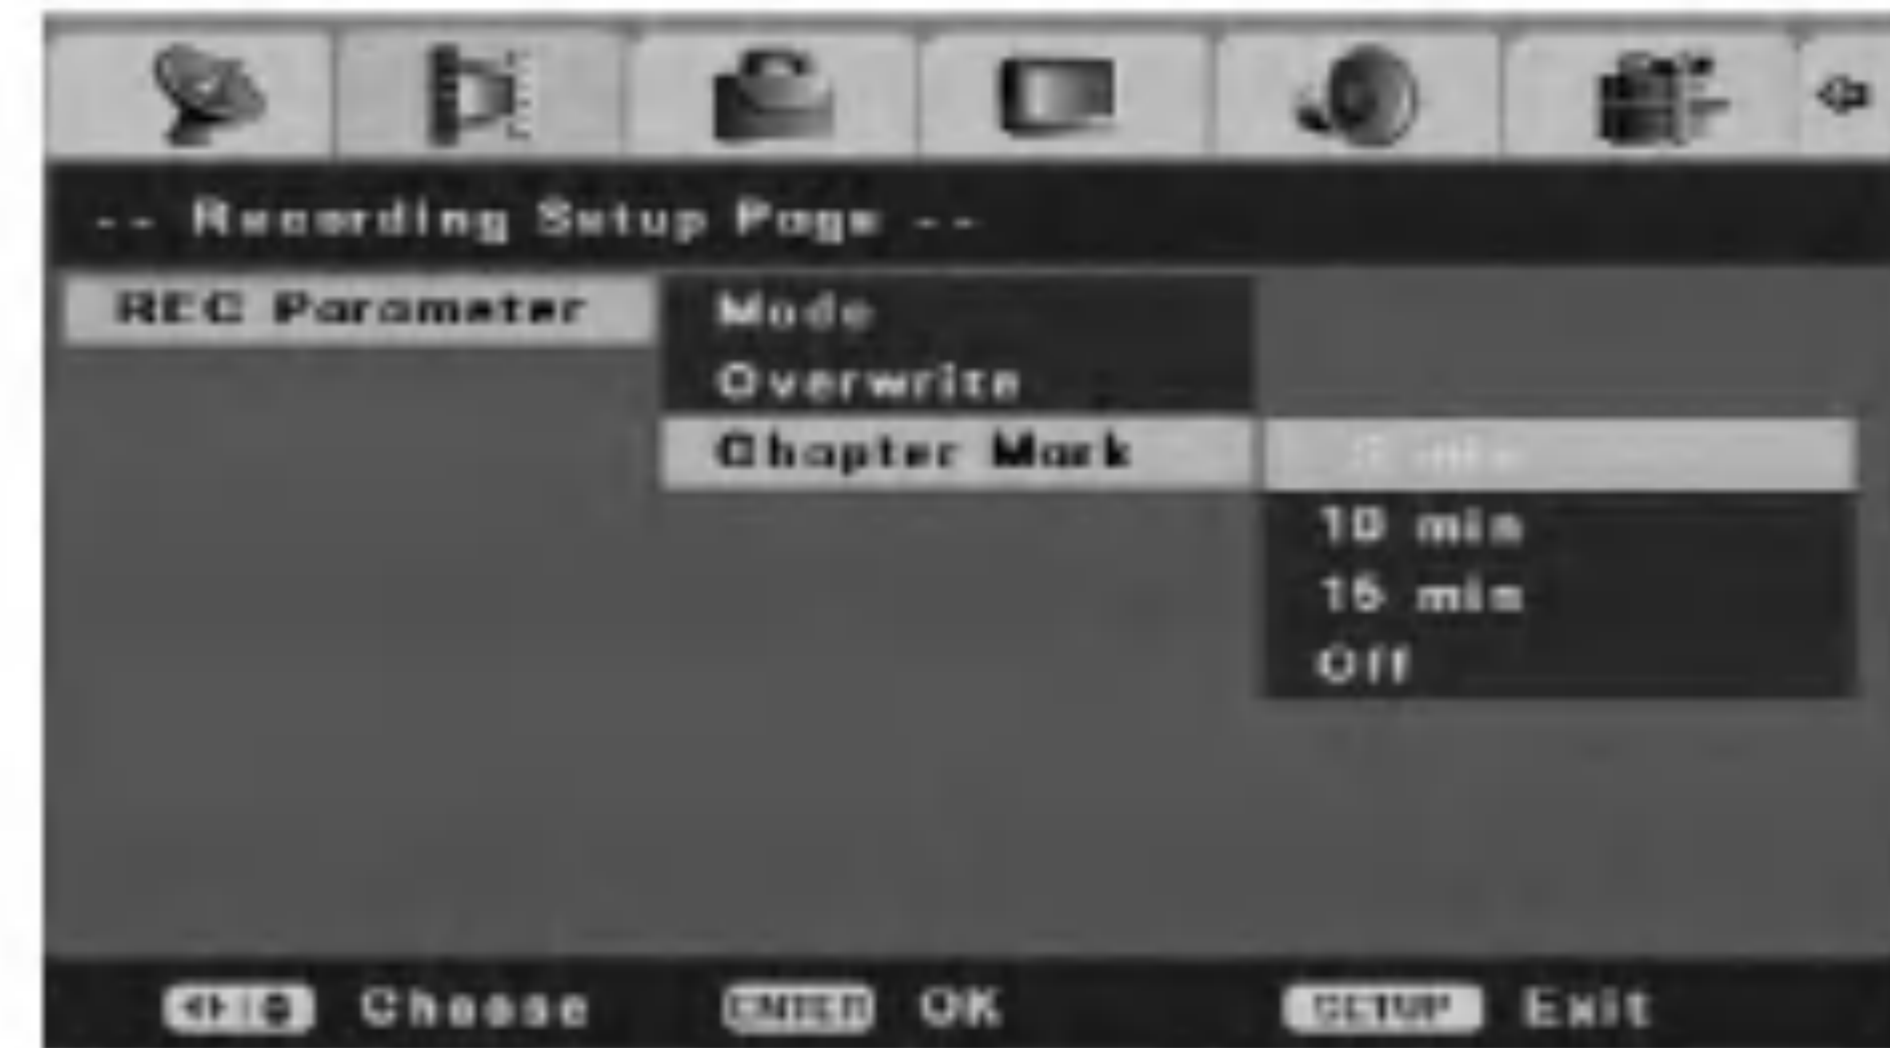 -- Recording Setup Page --
REC Parameter
Mode
Overwrite
Chapter Mark
10 min
15 min
Off
Choose ENTER OK SETUP Exit